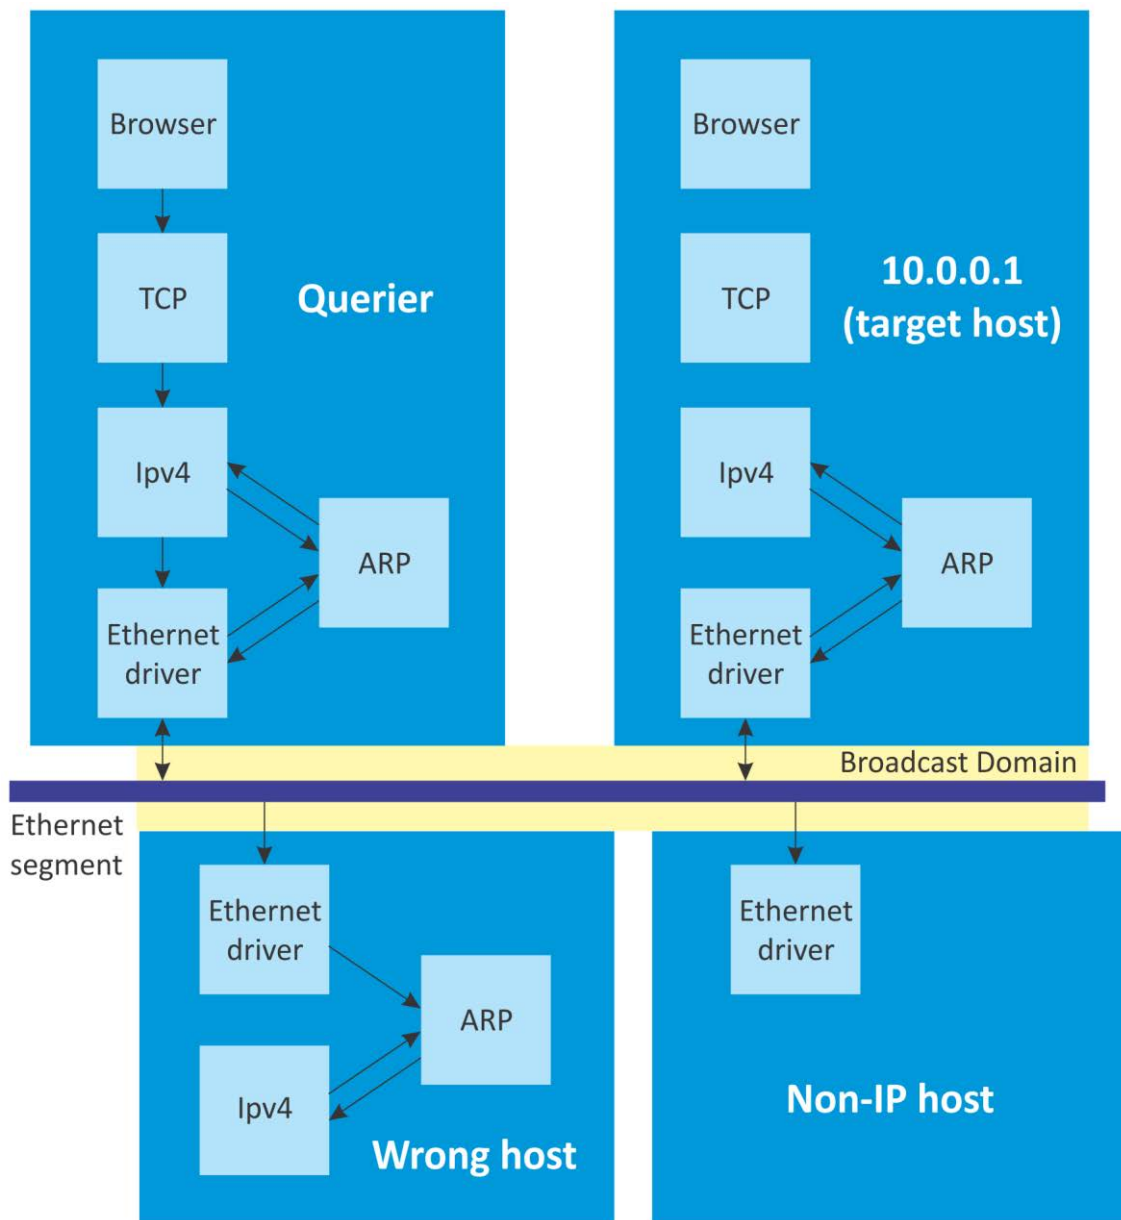 Browser
TCP
Querier
Ipv4
ARP
Ethernet
driver
Browser
TCP
10.0.0.1
(target host)
Ipv4
ARP
Ethernet
driver
Broadcast Domain
Ethernet
segment
Ethernet
driver
ARP
Ipv4
Wrong host
Ethernet
driver
Non-IP host